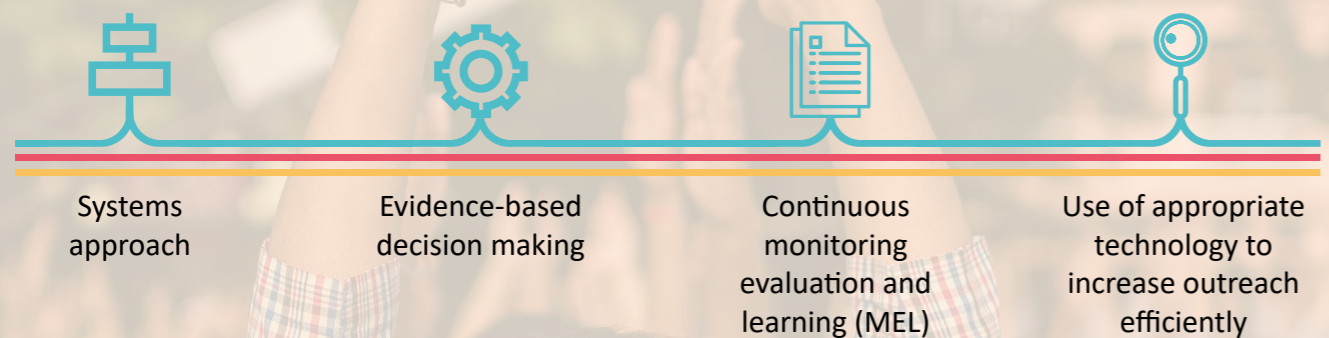 Systems
approach
Evidence-based
decision making
Continuous
monitoring
evaluation and
learning (MEL)
Use of appropriate
technology to
increase outreach
efficiently